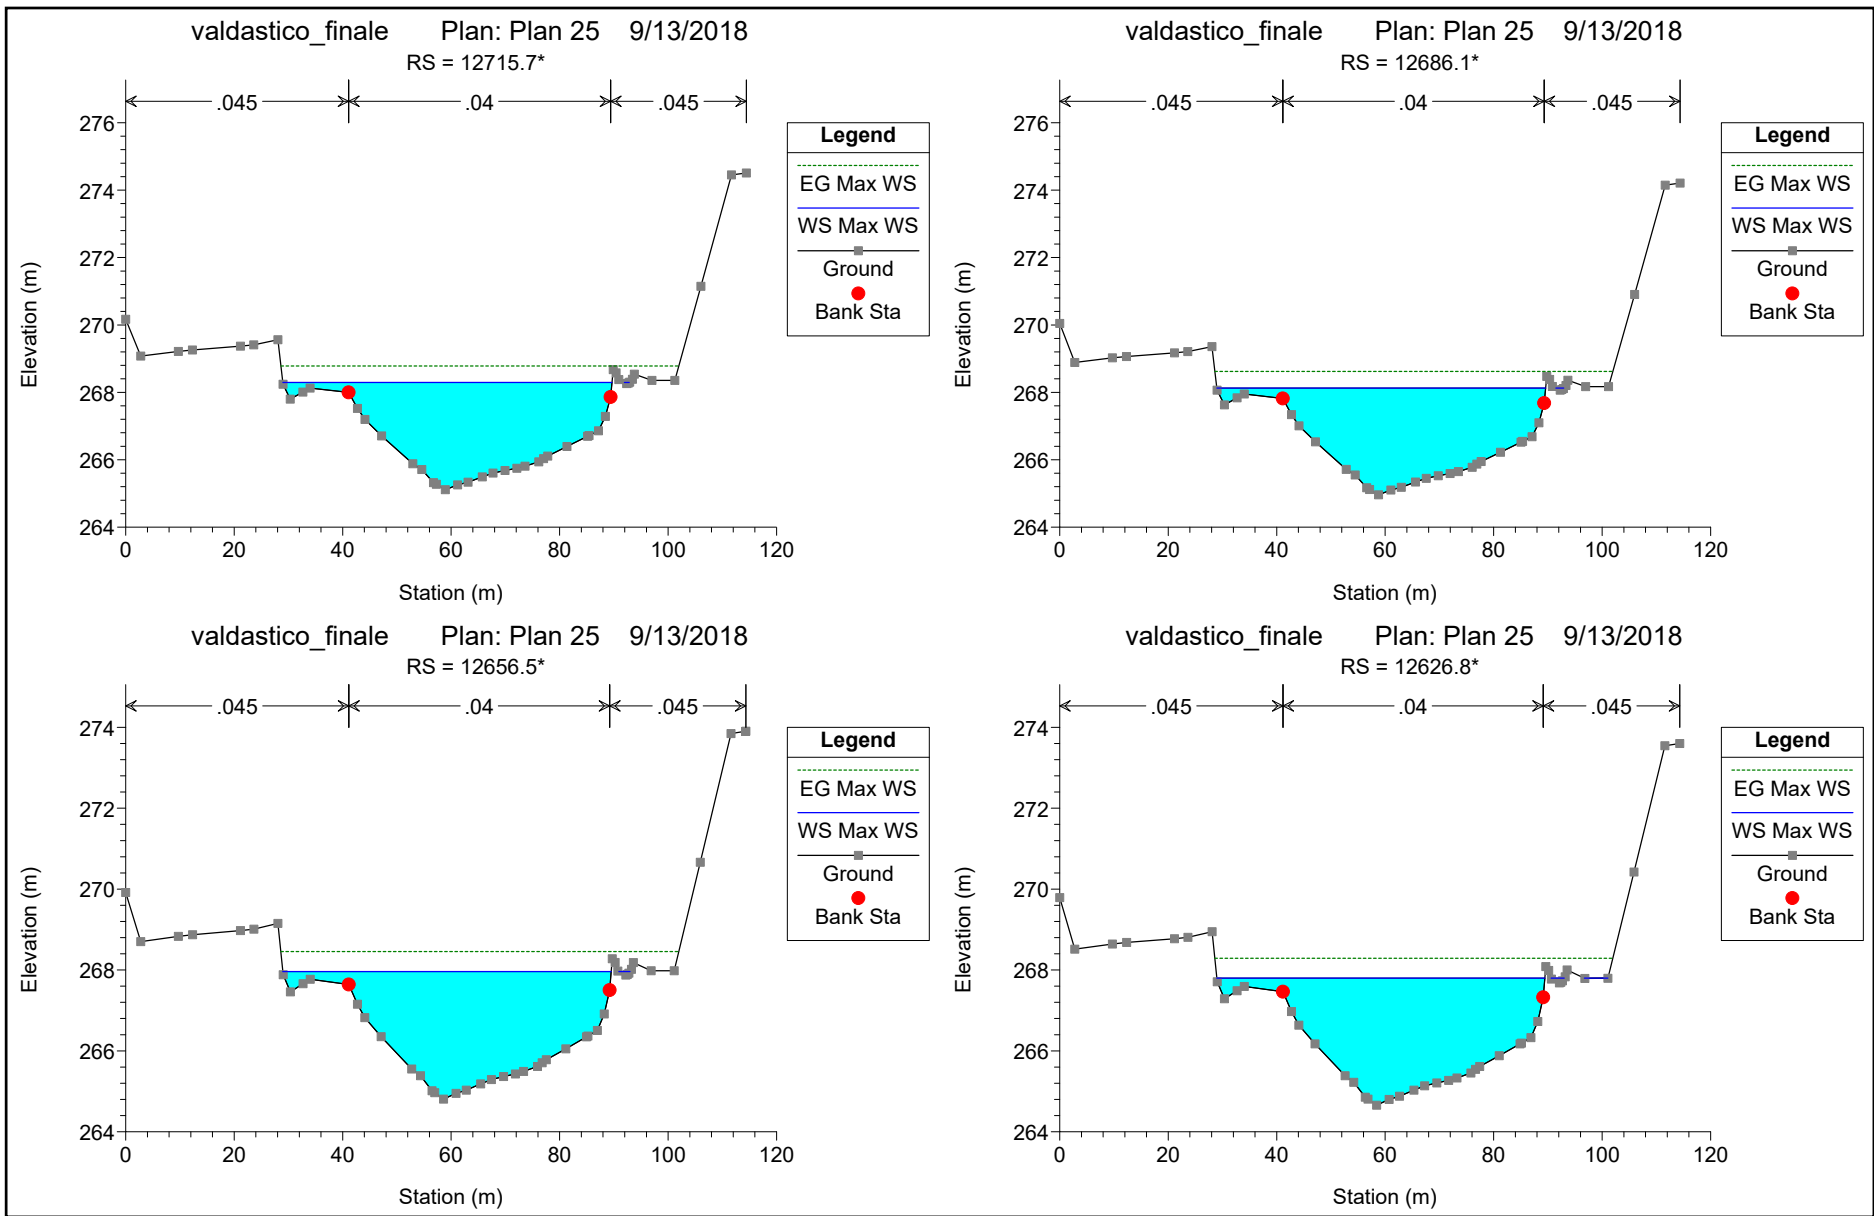 valdastico_finale Plan: Plan 25 9/13/2018
RS = 12715.7*
.045 .04 .045
276
274
272
270
268
266
264
0 20 40 60 80 100 120
Elevation (m)
Station (m)
Legend
EG Max WS
WS Max WS
Ground
Bank Sta
valdastico_finale Plan: Plan 25 9/13/2018
RS = 12686.1*
.045 .04 .045
276
274
272
270
268
266
264
0 20 40 60 80 100 120
Elevation (m)
Station (m)
Legend
EG Max WS
WS Max WS
Ground
Bank Sta
valdastico_finale Plan: Plan 25 9/13/2018
RS = 12656.5*
.045 .04 .045
274
272
270
268
266
264
0 20 40 60 80 100 120
Elevation (m)
Station (m)
Legend
EG Max WS
WS Max WS
Ground
Bank Sta
valdastico_finale Plan: Plan 25 9/13/2018
RS = 12626.8*
.045 .04 .045
274
272
270
268
266
264
0 20 40 60 80 100 120
Elevation (m)
Station (m)
Legend
EG Max WS
WS Max WS
Ground
Bank Sta